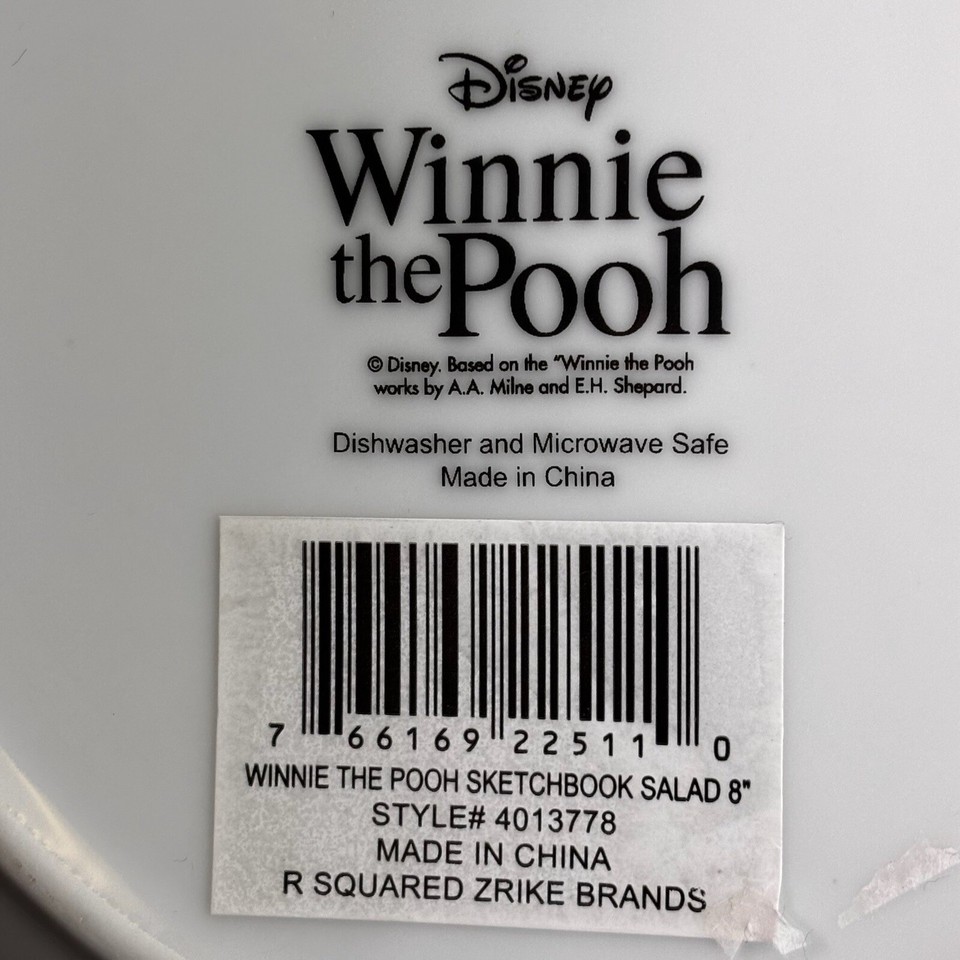 Disney
Winnie
the Pooh
© Disney. Based on the "Winnie the Pooh
works by A.A. Milne and E.H. Shepard.
Dishwasher and Microwave Safe
Made in China
7 66169 22511 0
WINNIE THE POOH SKETCHBOOK SALAD 8"
STYLE# 4013778
MADE IN CHINA
R SQUARED ZRIKE BRANDS